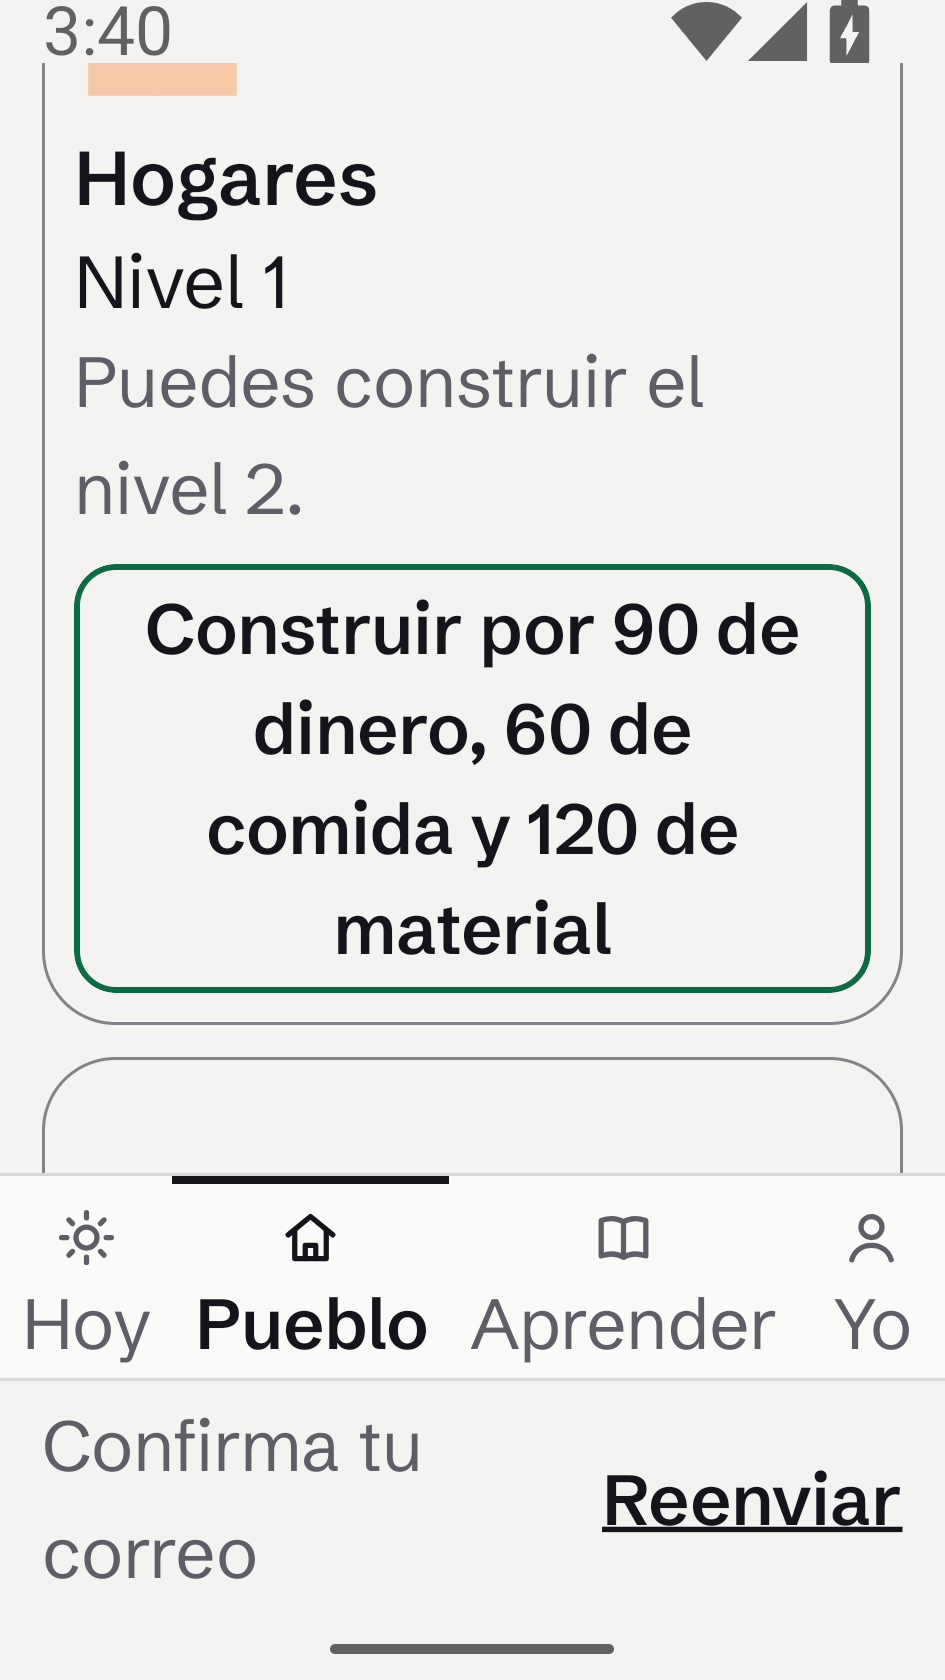 3:40
Hogares
Nivel 1
Puedes construir el
nivel 2.
Construir por 90 de
dinero, 60 de
comida y 120 de
material
Hoy
Pueblo
Aprender
Yo
Confirma tu
correo
Reenviar